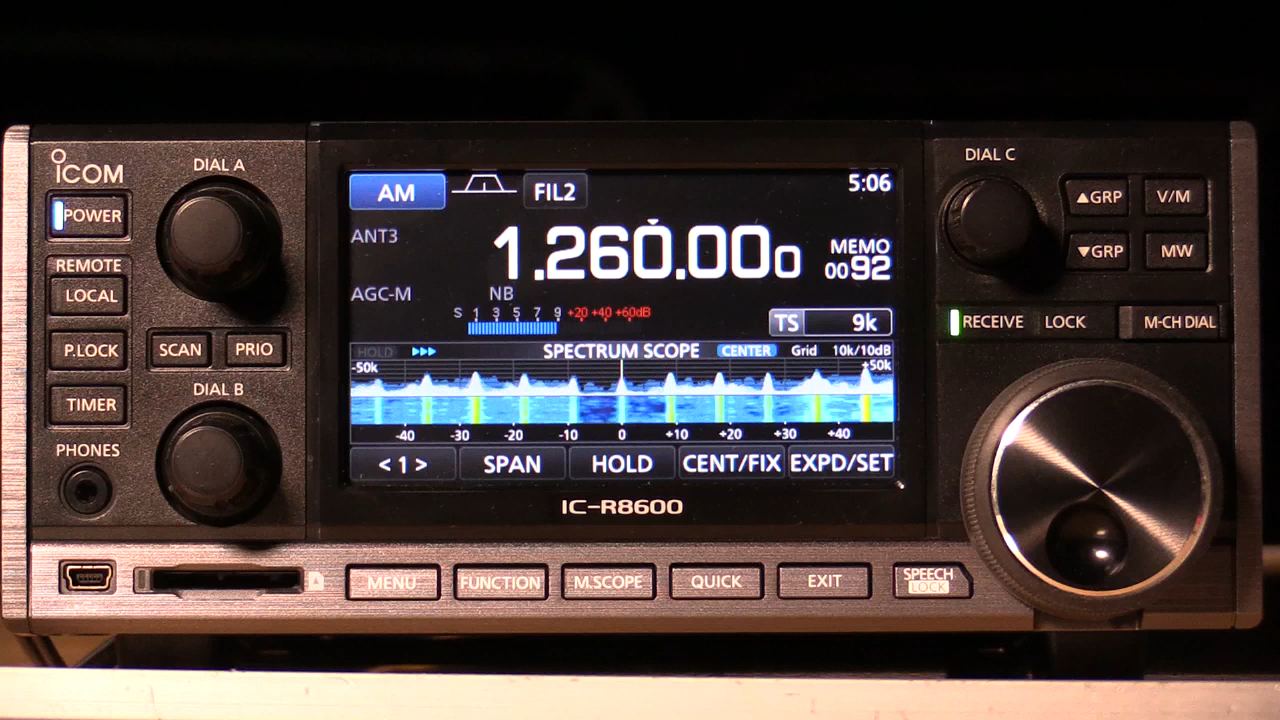 ICOM
POWER
REMOTE
LOCAL
P.LOCK
TIMER
PHONES
DIAL A
SCAN
PRIO
DIAL B
AM
FIL2
5:06
ANT3
1.260.000
MEMO
0092
AGC-M
NB
S 1 3 5 7 9 +20 +40 +60dB
TS 9k
HOLD
SPECTRUM SCOPE
CENTER
Grid
10k/10dB
-50k
+50k
-40 -30 -20 -10 0 +10 +20 +30 +40
< 1 >
SPAN
HOLD
CENT/FIX
EXPD/SET
IC-R8600
DIAL C
▲GRP
V/M
▼GRP
MW
RECEIVE
LOCK
M-CH DIAL
MENU
FUNCTION
M.SCOPE
QUICK
EXIT
SPEECH
LOCK